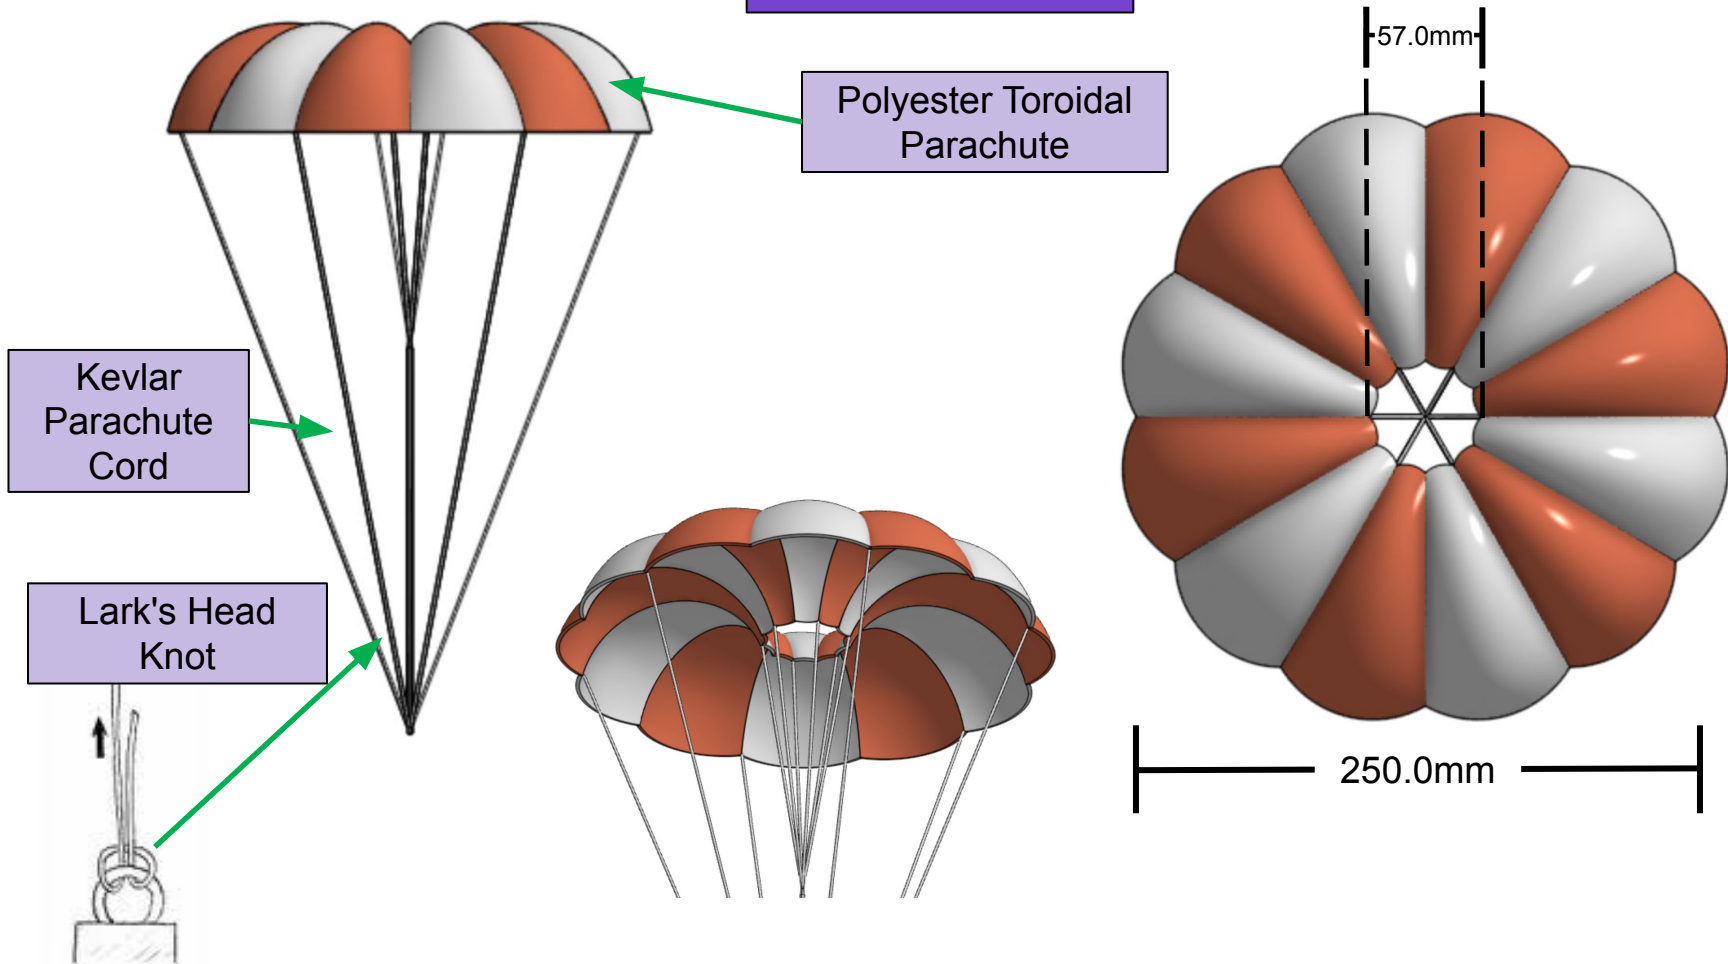 57.0mm
Polyester Toroidal
Parachute
Kevlar
Parachute
Cord
Lark's Head
Knot
250.0mm